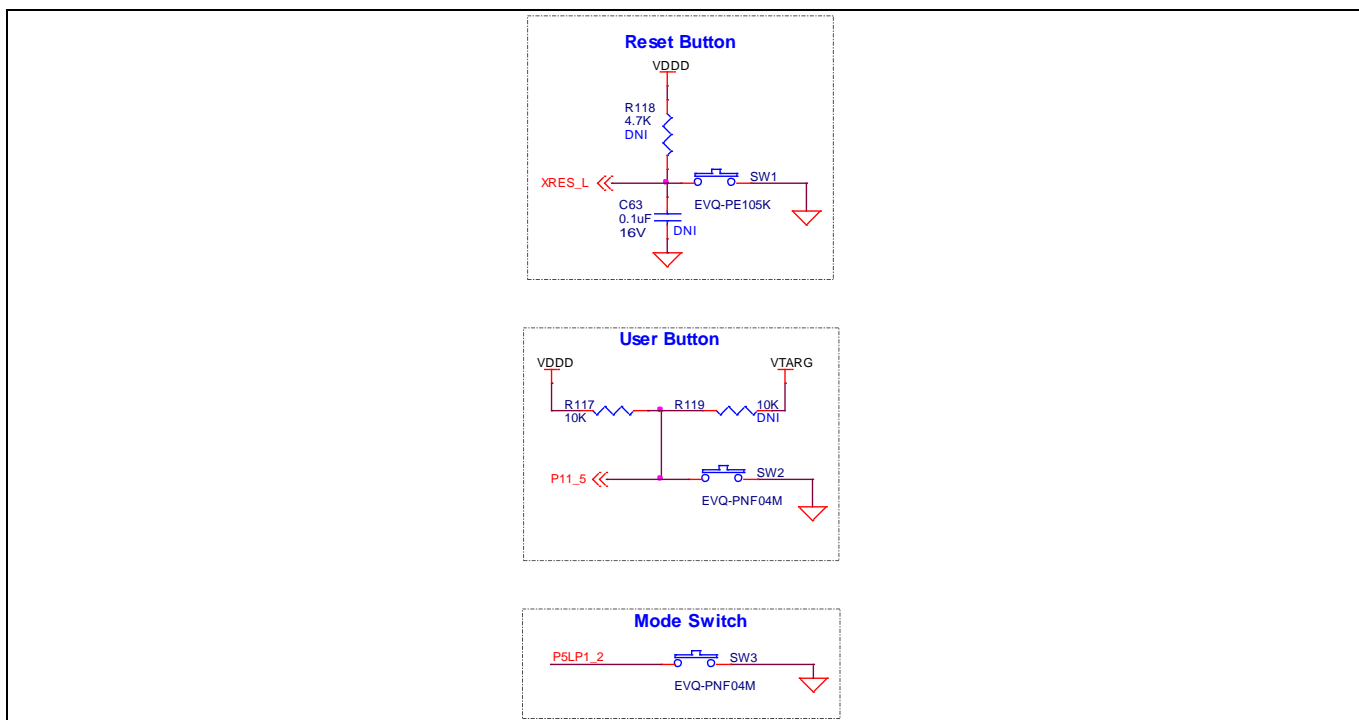 Reset Button
VDDD
R118
4.7K
DNI
XRES_L
SW1
EVQ-PE105K
C63
0.1uF
16V
DNI
User Button
VDDD
VTARG
R117
10K
R119
10K
DNI
P11_5
SW2
EVQ-PNF04M
Mode Switch
P5LP1_2
SW3
EVQ-PNF04M